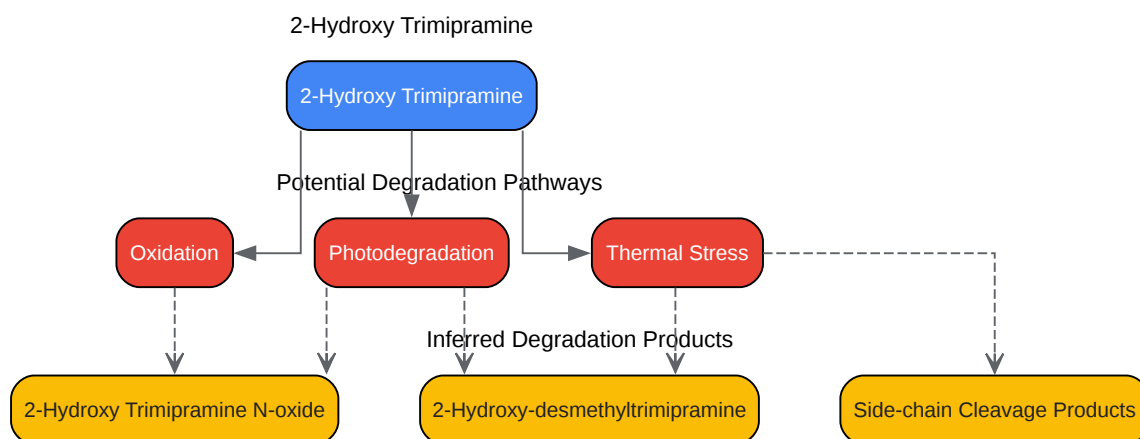 2-Hydroxy Trimipramine
2-Hydroxy Trimipramine
Potential Degradation Pathways
Oxidation
Photodegradation
Thermal Stress
Inferred Degradation Products
2-Hydroxy Trimipramine N-oxide
2-Hydroxy-desmethyltrimipramine
Side-chain Cleavage Products